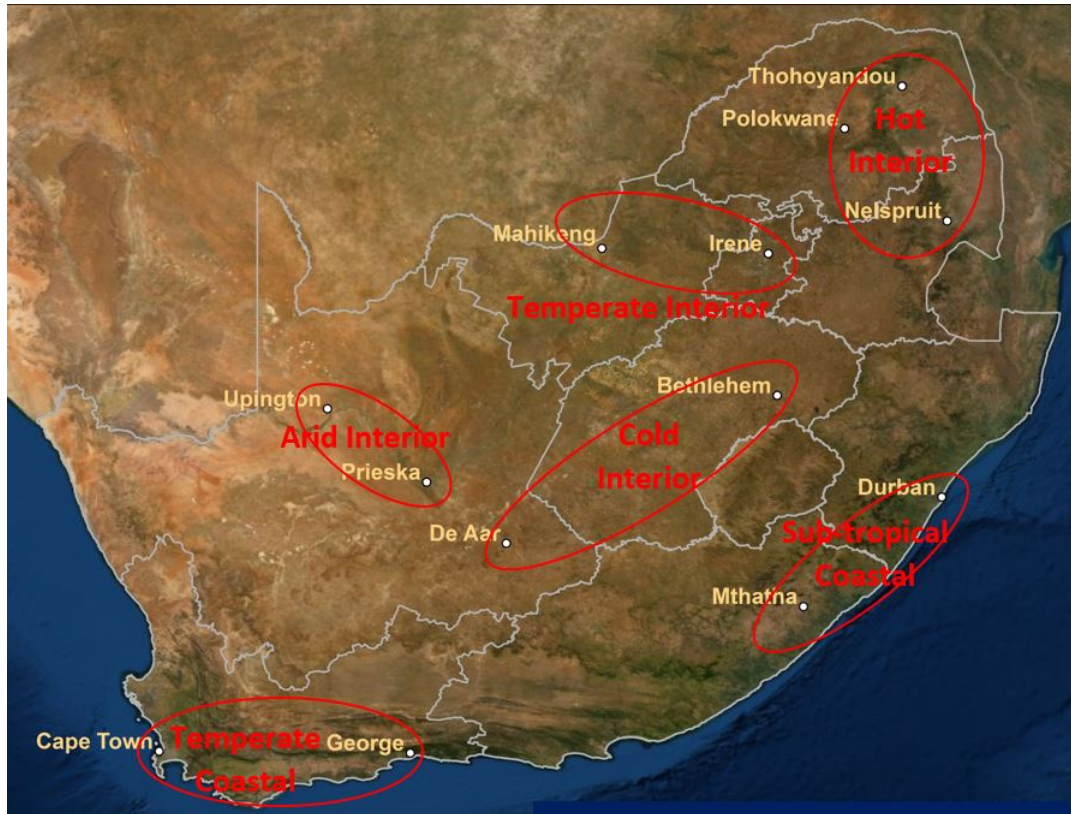 Thohoyandou
Polokwane
Hot
Interior
Nelspruit
Mahikeng
Irene
Temperate Interior
Bethlehem
Upington
Arid Interior
Cold
Interior
Prieska
Durban
De Aar
Sub-tropical
Coastal
Mthatha
Cape Town
Temperate
George
Coastal